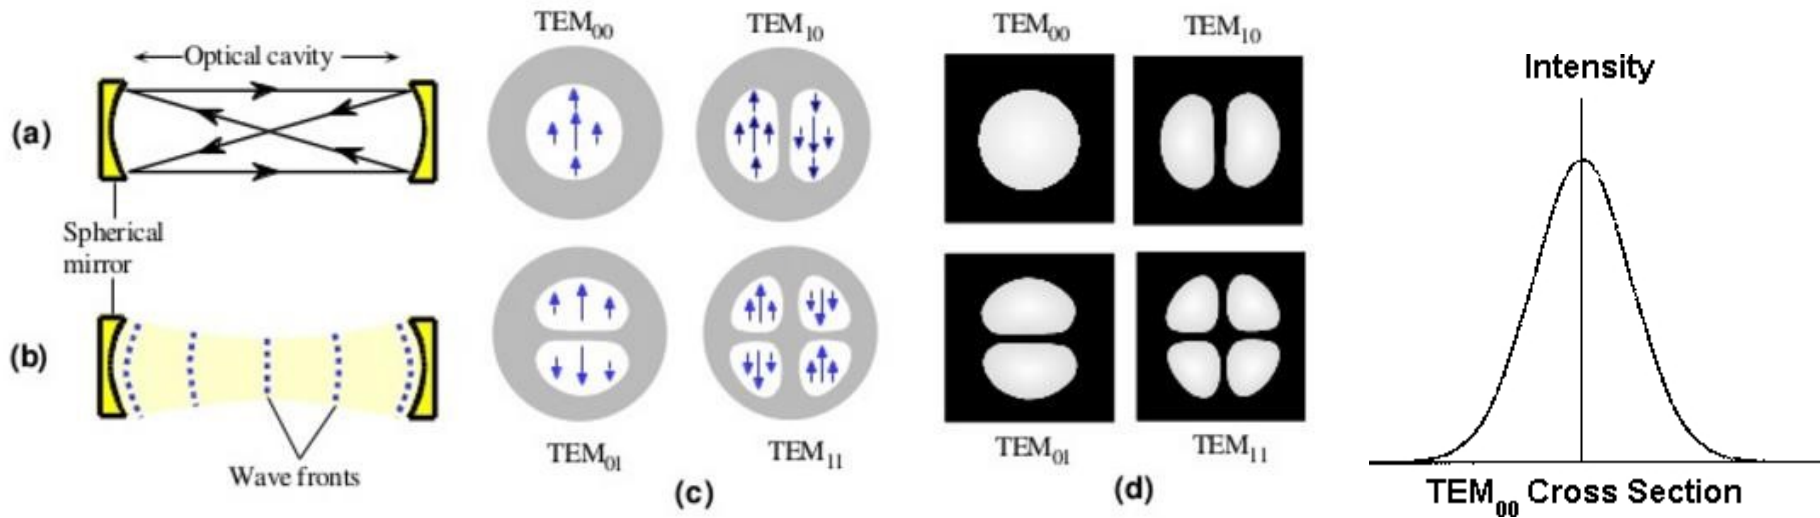 Optical cavity
(a)
Spherical
mirror
(b)
Wave fronts
TEM₀₀
TEM₁₀
TEM₀₁
TEM₁₁
(c)
TEM₀₀
TEM₁₀
TEM₀₁
TEM₁₁
(d)
Intensity
TEM₀₀ Cross Section